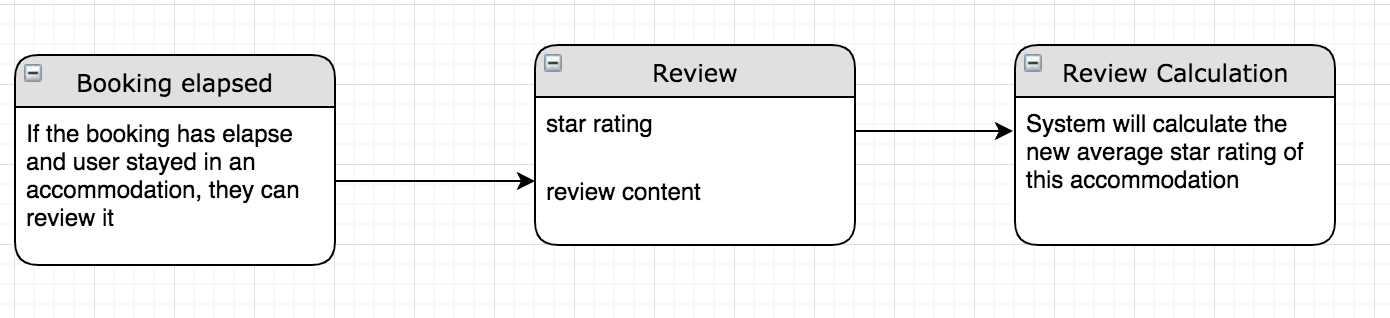 Booking elapsed
If the booking has elapse
and user stayed in an
accommodation, they can
review it
Review
star rating
review content
Review Calculation
System will calculate the
new average star rating of
this accommodation